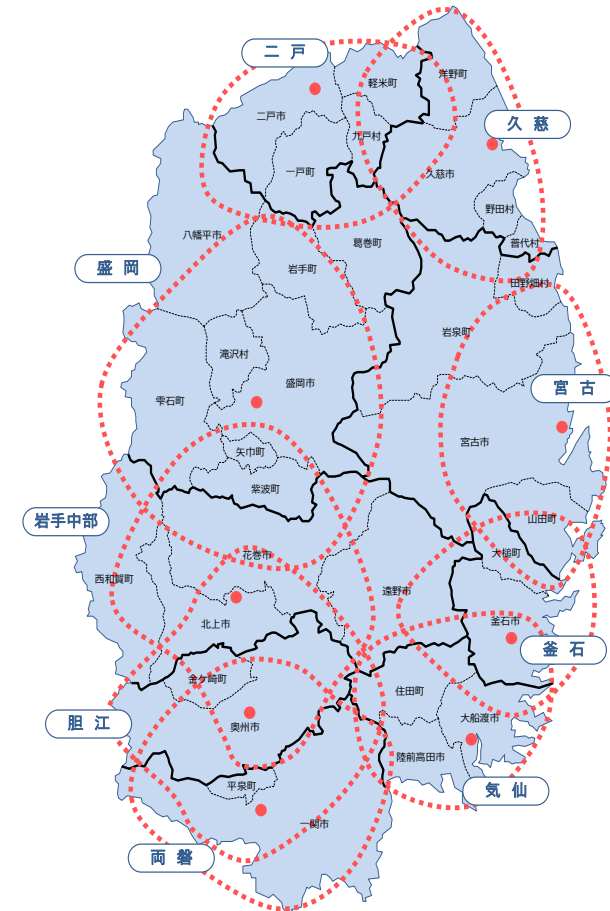 二 戸
軽米町
洋野町
二戸市
九戸村
久 慈
一戸町
久慈市
野田村
八幡平市
葛巻町
普代村
盛 岡
岩手町
田野畑村
岩泉町
滝沢村
盛岡市
宮 古
雫石町
宮古市
矢巾町
紫波町
岩手中部
山田町
花巻市
大槌町
西和賀町
遠野市
北上市
釜石市
釜 石
金ケ崎町
住田町
胆 江
奥州市
大船渡市
陸前高田市
平泉町
気 仙
一関市
両 磐